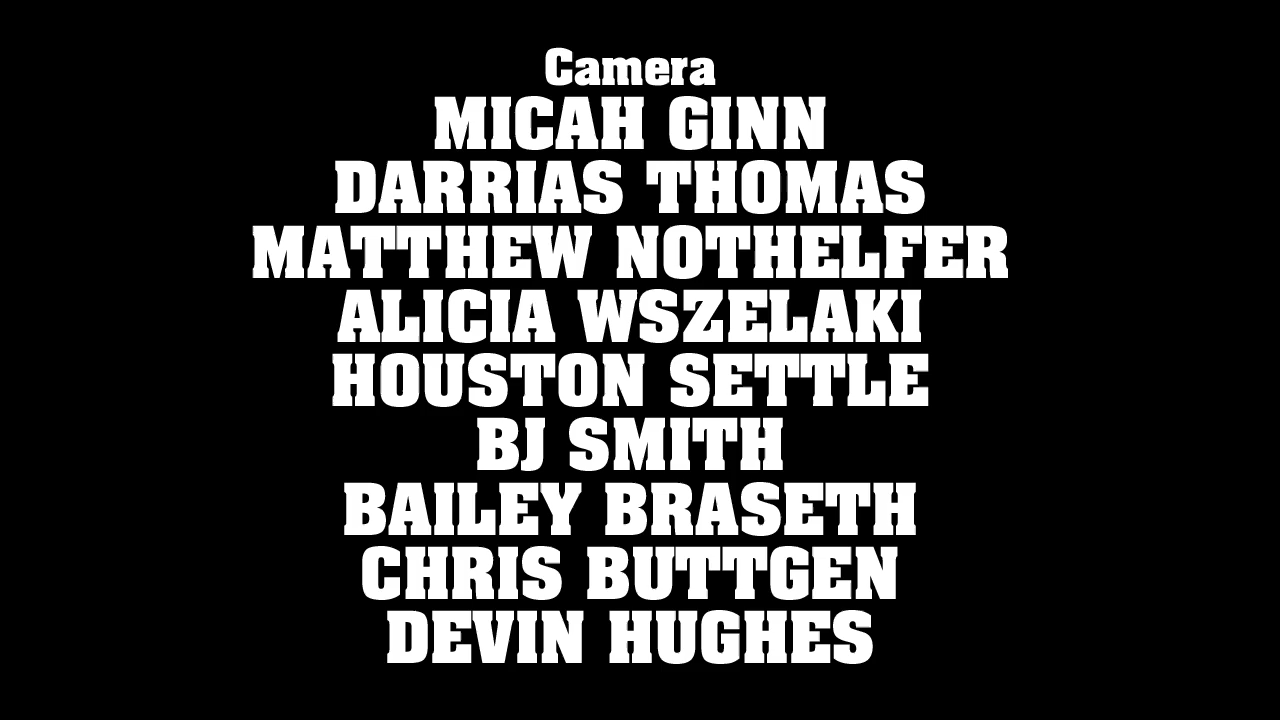 Camera
MICAH GINN
DARRIAS THOMAS
MATTHEW NOTHELFER
ALICIA WSZELAKI
HOUSTON SETTLE
BJ SMITH
BAILEY BRASETH
CHRIS BUTTGEN
DEVIN HUGHES